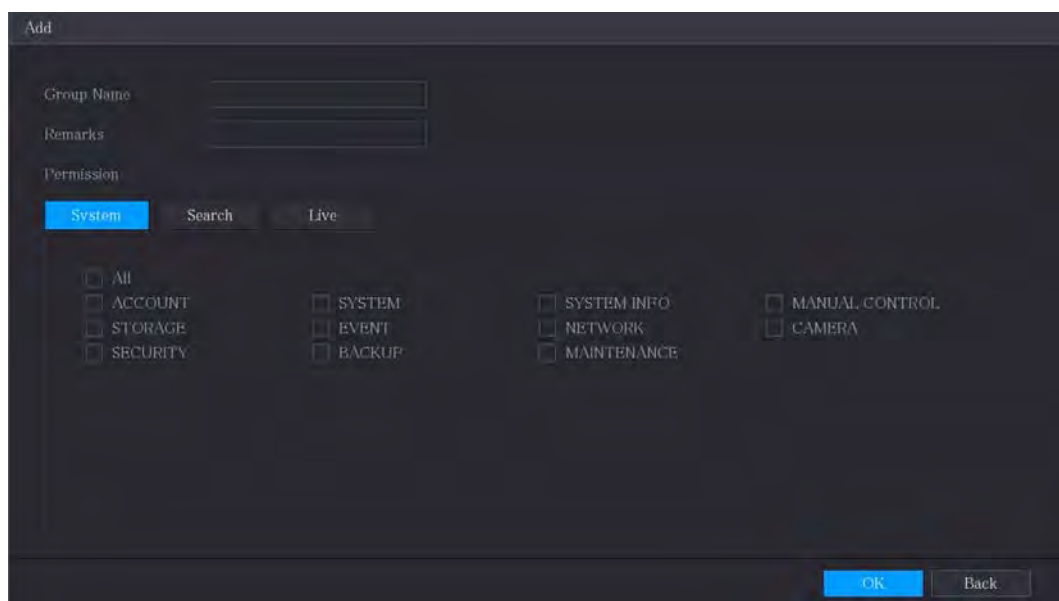 Add
Group Name
Remarks
Permission
System Search Live
All
ACCOUNT SYSTEM SYSTEM INFO MANUAL CONTROL
STORAGE EVENT NETWORK CAMERA
SECURITY BACKUP MAINTENANCE
OK Back